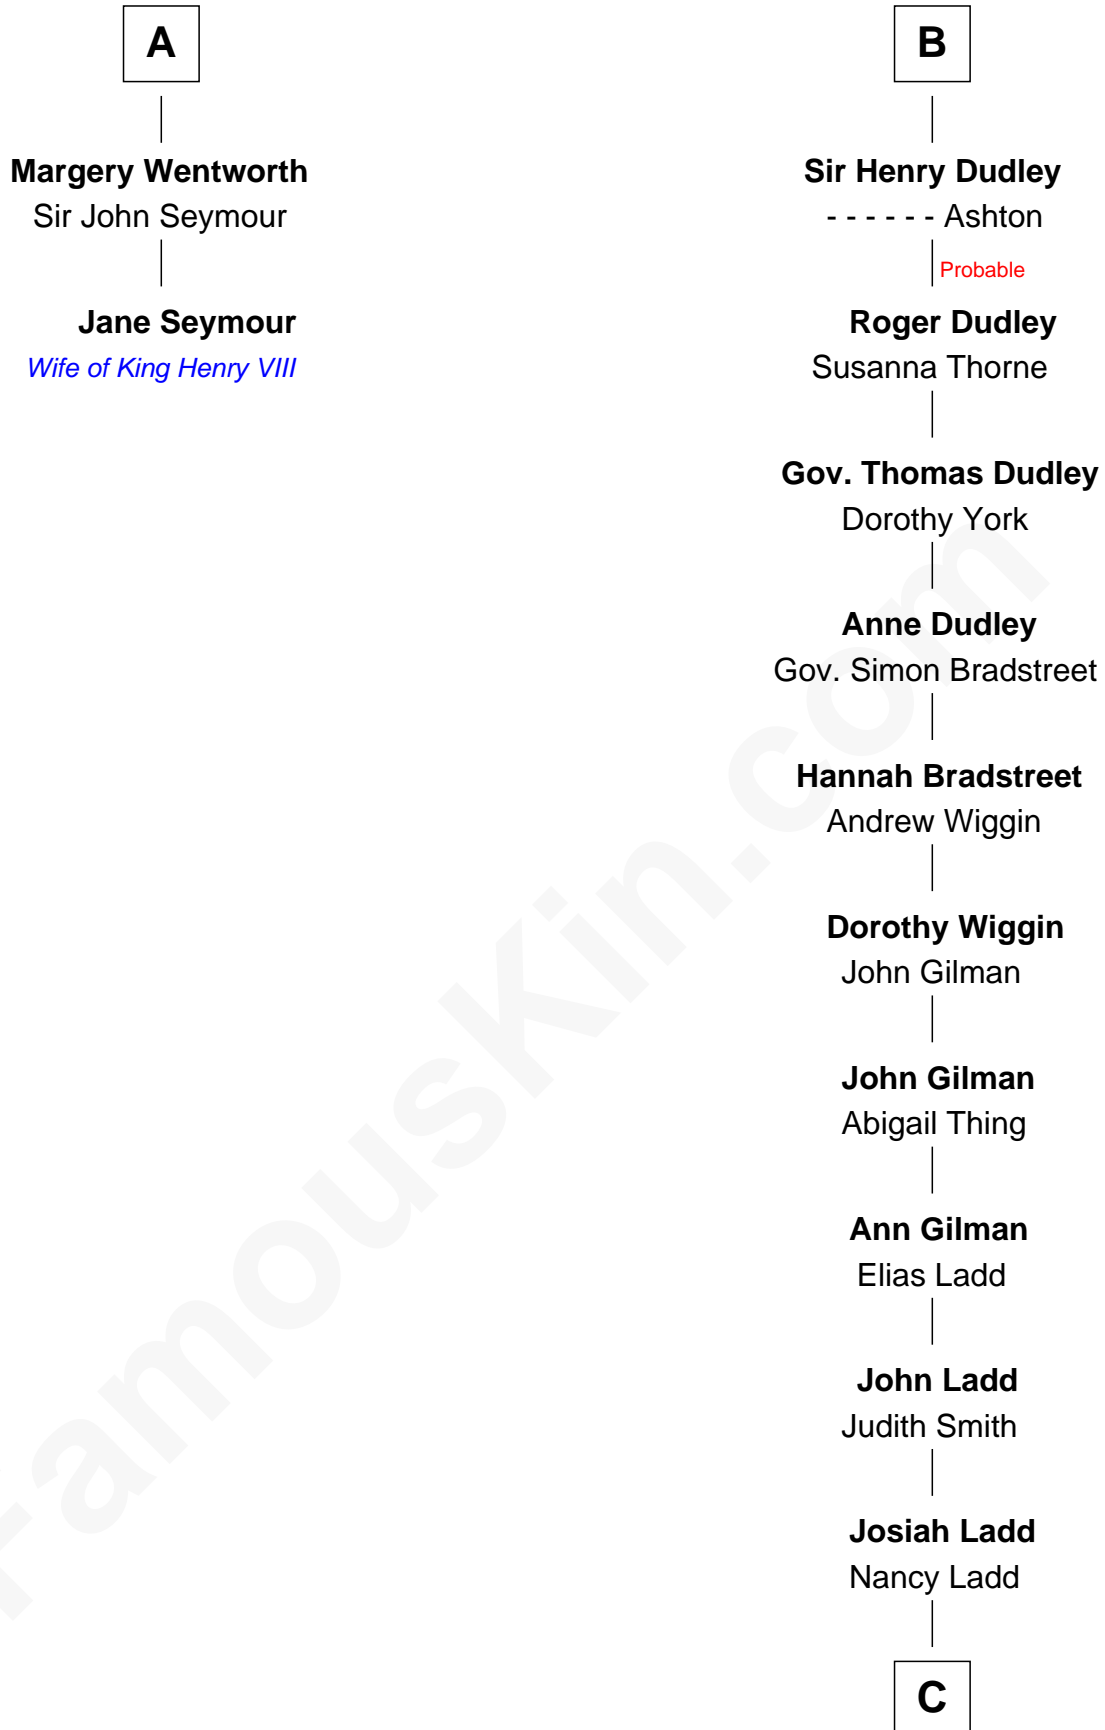 A
Margery Wentworth
Sir John Seymour
Jane Seymour
Wife of King Henry VIII
B
Sir Henry Dudley
- - - - - - Ashton
Probable
Roger Dudley
Susanna Thorne
Gov. Thomas Dudley
Dorothy York
Anne Dudley
Gov. Simon Bradstreet
Hannah Bradstreet
Andrew Wiggin
Dorothy Wiggin
John Gilman
John Gilman
Abigail Thing
Ann Gilman
Elias Ladd
John Ladd
Judith Smith
Josiah Ladd
Nancy Ladd
C
FamousKin.com